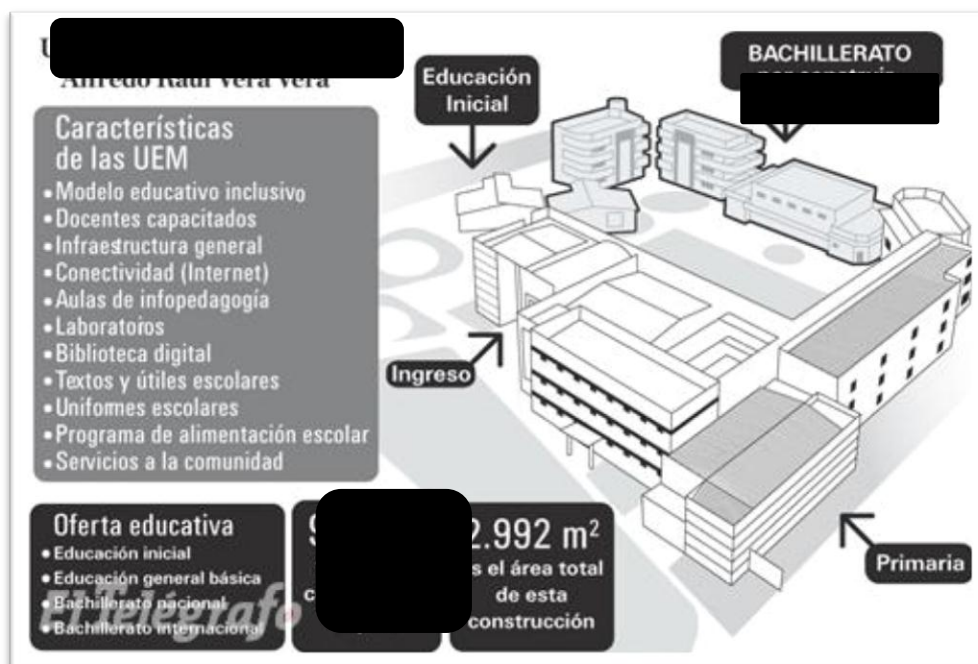 Alfredo Raúl Vera Vera
Características
de las UEM
• Modelo educativo inclusivo
• Docentes capacitados
• Infraestructura general
• Conectividad (Internet)
• Aulas de infopedagogía
• Laboratoios
• Biblioteca digital
• Textos y útiles escolares
• Uniformes escolares
• Programa de alimentación escolar
• Servicios a la comunidad
Educación
Inicial
BACHILLERATO
por construir
Ingreso
Primaria
Oferta educativa
• Educación inicial
• Educación general básica
• Bachillerato nacional
• Bachillerato internacional
El Telégrafo
2.992 m²
el área total
de esta
construcción